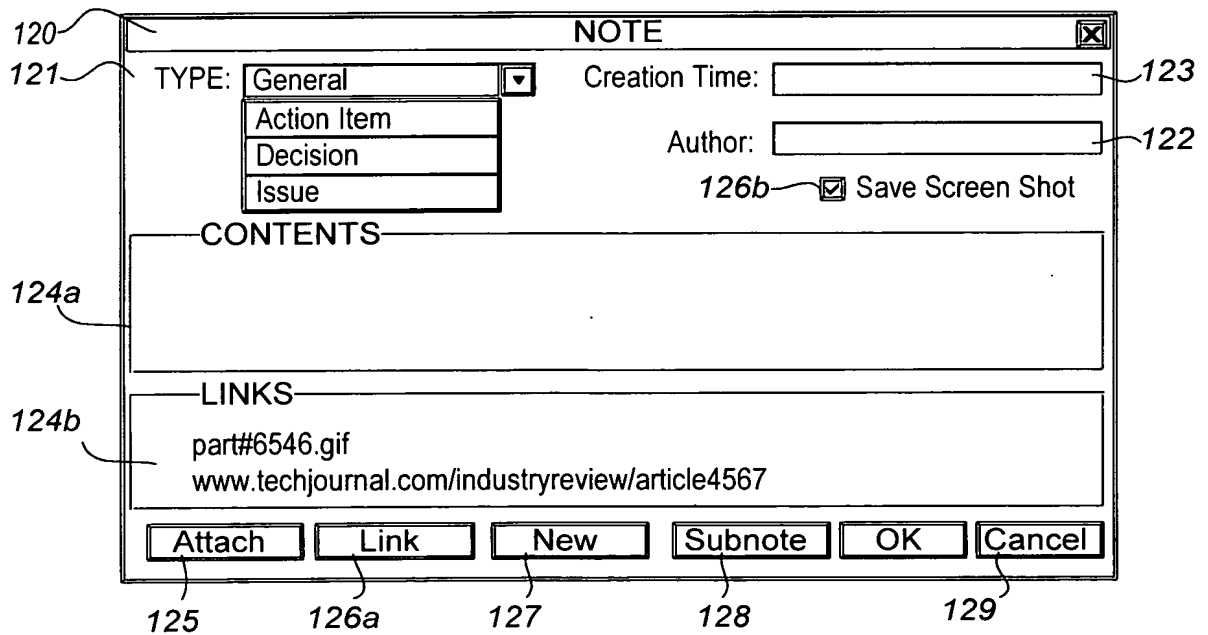 120 NOTE
121 TYPE: General Creation Time: 123
Action Item
Decision Author: 122
Issue 126b Save Screen Shot
CONTENTS
124a
LINKS
124b
part#6546.gif
www.techjournal.com/industryreview/article4567
Attach Link New Subnote OK Cancel
125 126a 127 128 129